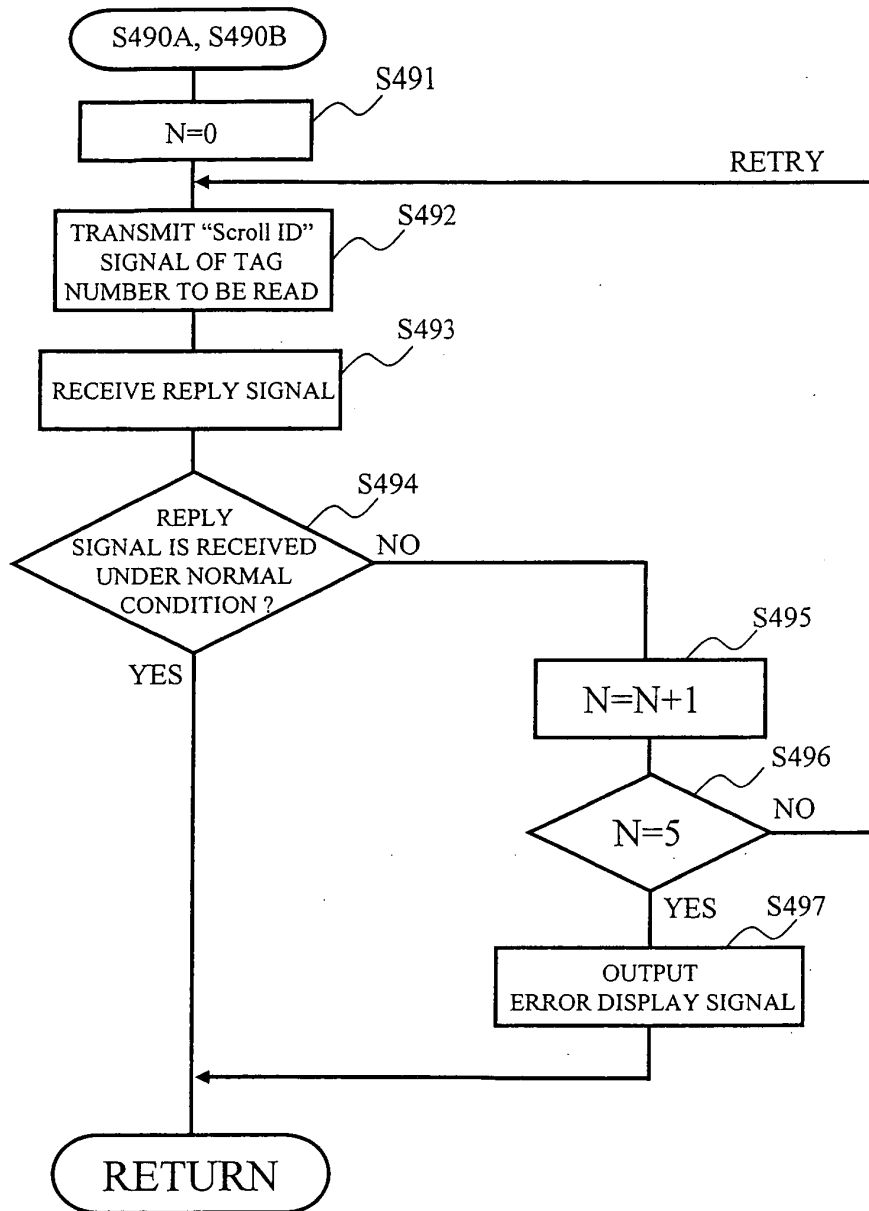 S490A, S490B
S491
N=0
RETRY
S492
TRANSMIT “Scroll ID”
SIGNAL OF TAG
NUMBER TO BE READ
S493
RECEIVE REPLY SIGNAL
S494
REPLY
SIGNAL IS RECEIVED
UNDER NORMAL
CONDITION ?
NO
YES
S495
N=N+1
S496
N=5
NO
YES
S497
OUTPUT
ERROR DISPLAY SIGNAL
RETURN